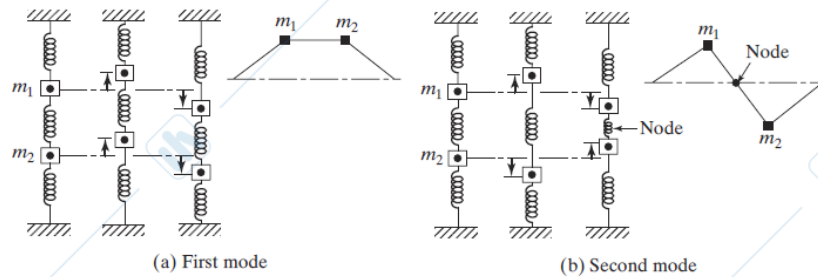 m₁ m₂
m₁
m₂
(a) First mode
m₁
Node
m₂
m₁
Node
m₂
(b) Second mode